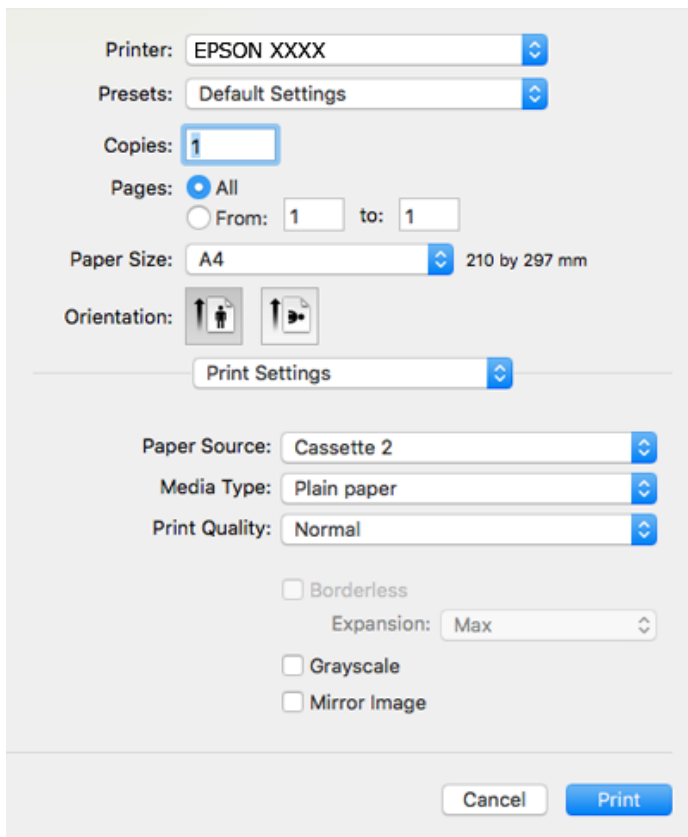 Printer: EPSON XXXX
Presets: Default Settings
Copies: 1
Pages: All
From: 1 to: 1
Paper Size: A4 210 by 297 mm
Orientation:
Print Settings
Paper Source: Cassette 2
Media Type: Plain paper
Print Quality: Normal
Borderless
Expansion: Max
Grayscale
Mirror Image
Cancel Print